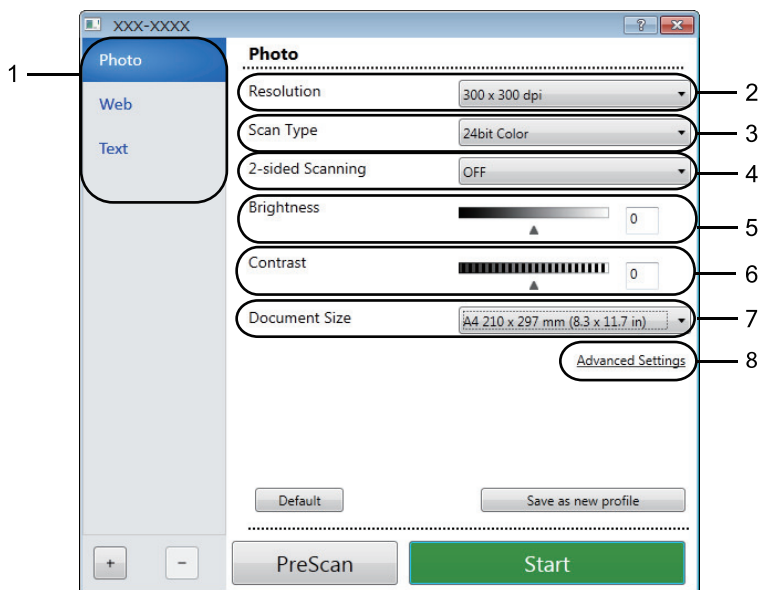 XXX-XXXX ?
1 Photo Photo
Resolution 300 x 300 dpi 2
Web
Scan Type 24bit Color 3
Text
2-sided Scanning OFF 4
Brightness 0 5
Contrast 0 6
Document Size A4 210 x 297 mm (8.3 x 11.7 in) 7
Advanced Settings 8
Default Save as new profile
+ − PreScan Start